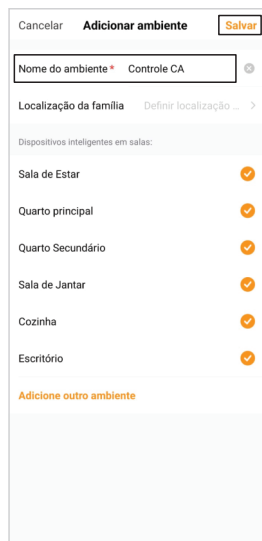 Cancelar Adicionar ambiente Salvar
Nome do ambiente * Controle CA
Localização da família Definir localização ... >
Dispositivos inteligentes em salas:
Sala de Estar
Quarto principal
Quarto Secundário
Sala de Jantar
Cozinha
Escritório
Adicione outro ambiente